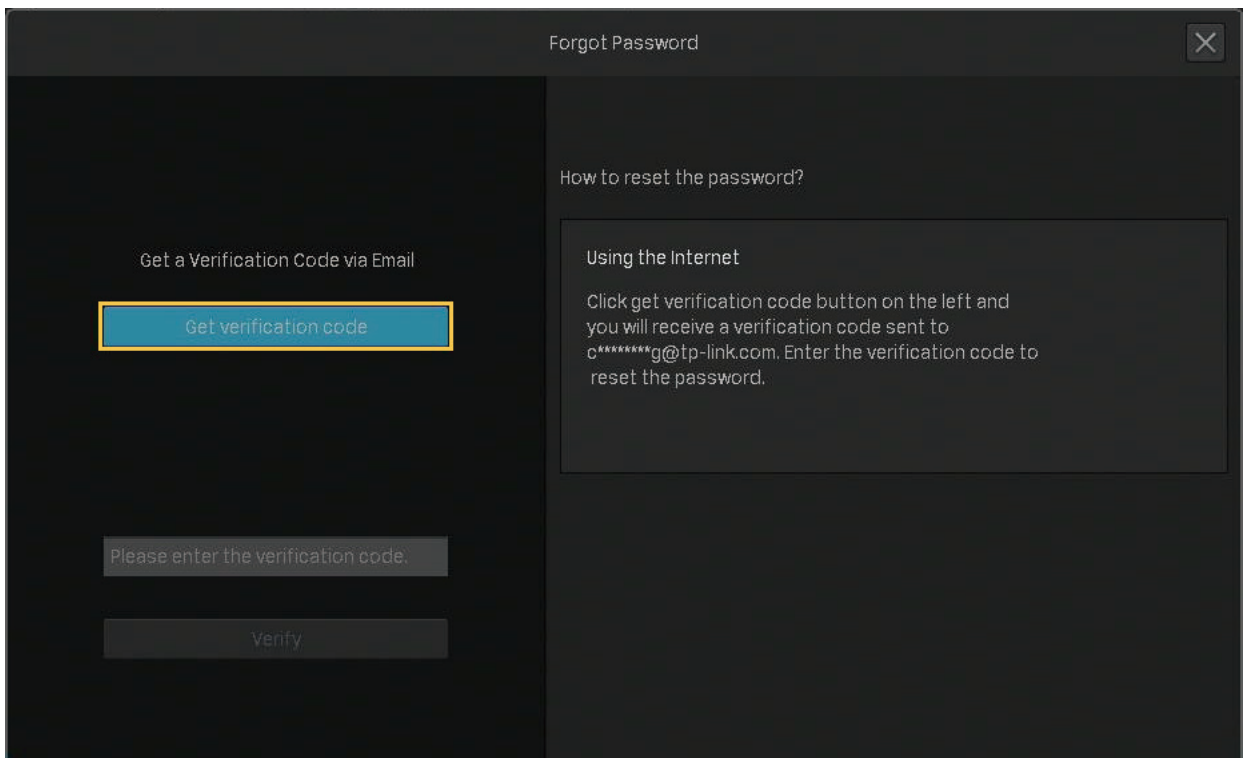 Forgot Password
Get a Verification Code via Email
Get verification code
Please enter the verification code.
Verify
How to reset the password?
Using the Internet
Click get verification code button on the left and
you will receive a verification code sent to
c********g@tp-link.com. Enter the verification code to
reset the password.